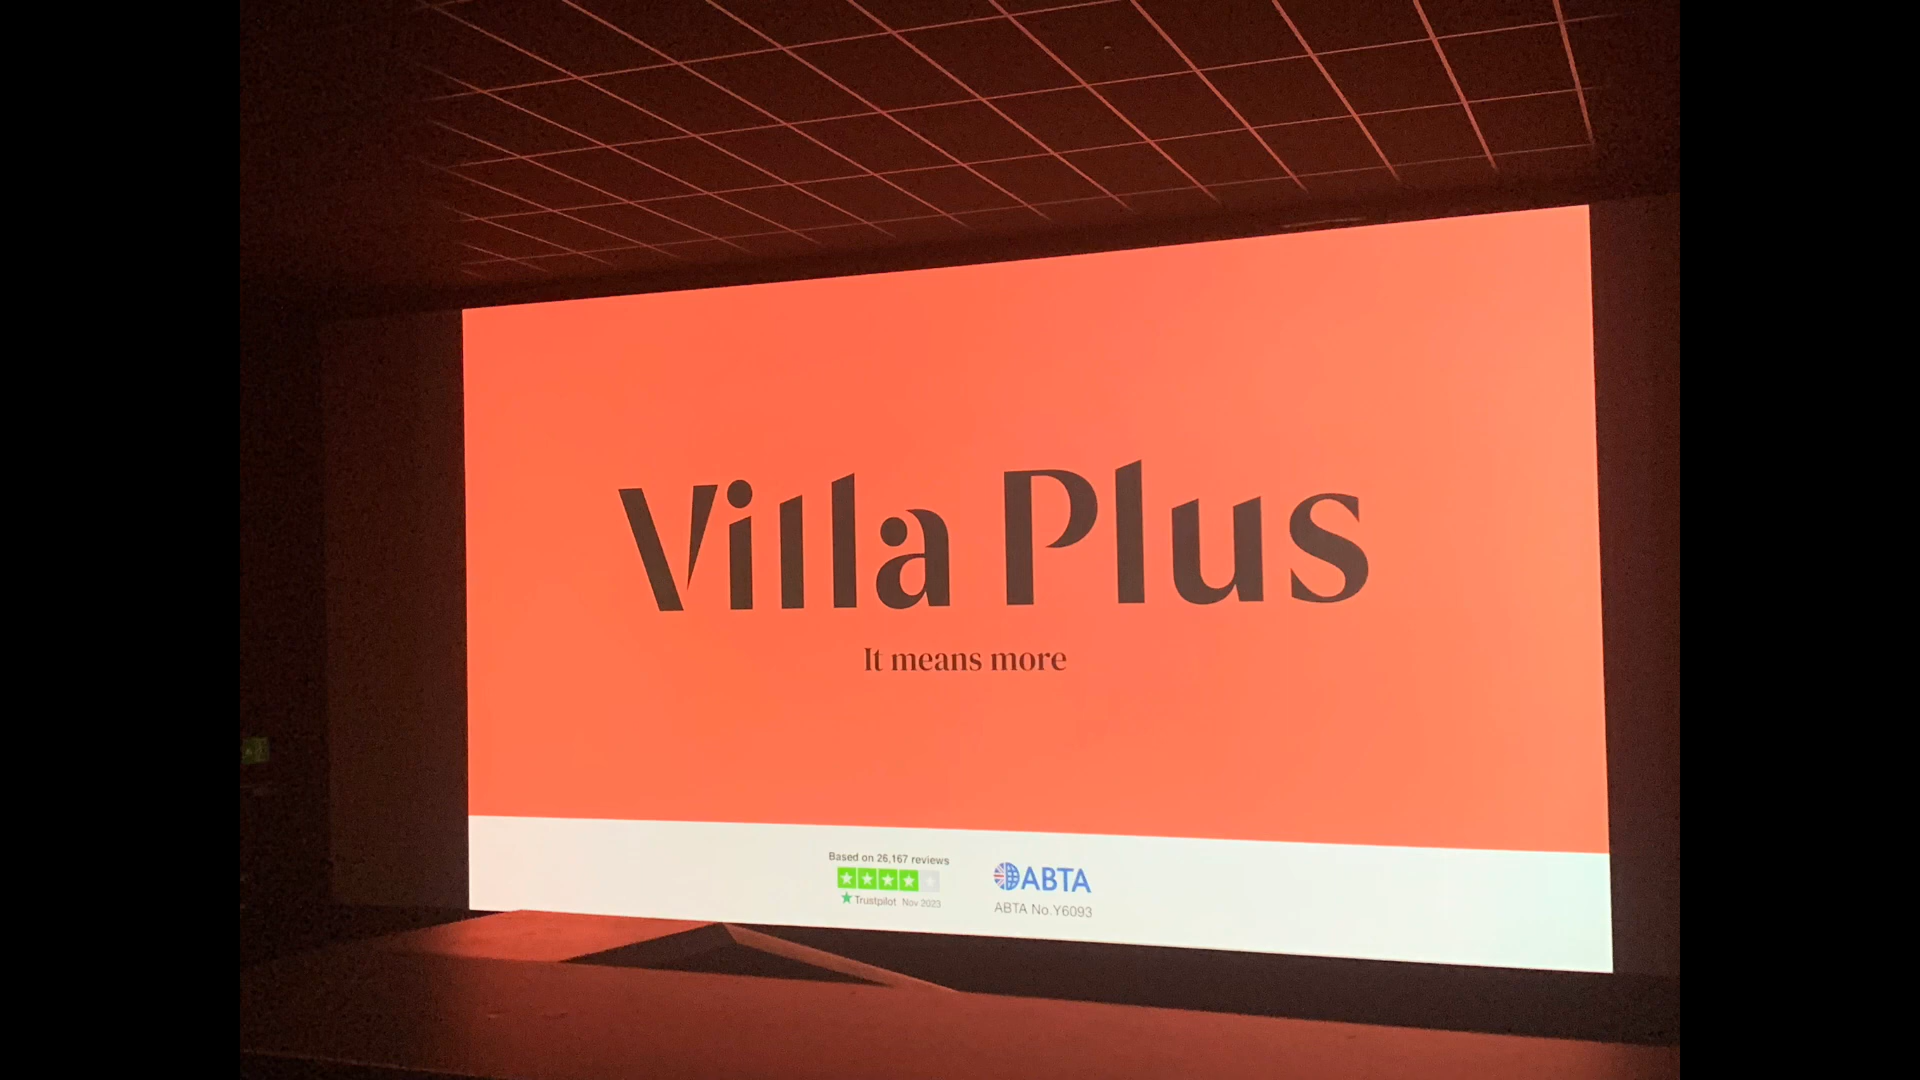 Villa Plus
It means more
Based on 26,167 reviews
Trustpilot Nov 2023
ABTA
ABTA No.Y6093